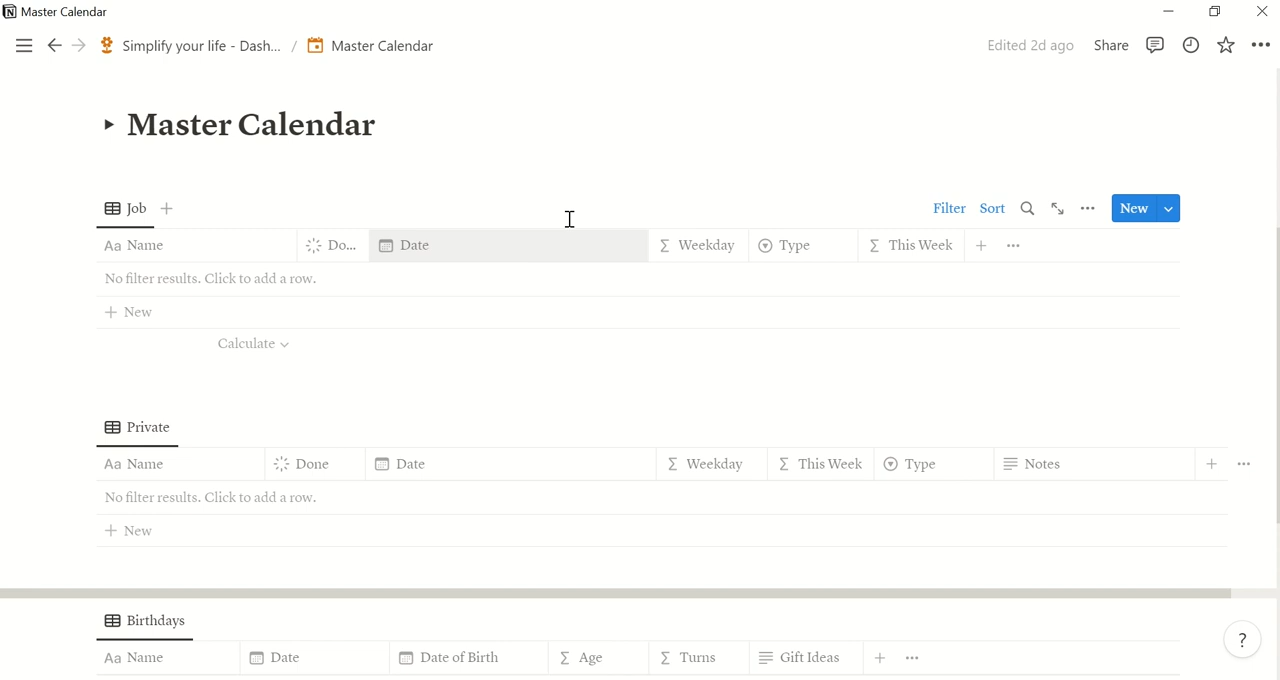 Master Calendar
Simplify your life - Dash... / Master Calendar Edited 2d ago Share
Master Calendar
Job Filter Sort New
Aa Name Do... Date Weekday Type This Week
No filter results. Click to add a row.
+ New
Calculate
Private
Aa Name Done Date Weekday This Week Type Notes
No filter results. Click to add a row.
+ New
Birthdays
Aa Name Date Date of Birth Age Turns Gift Ideas
?